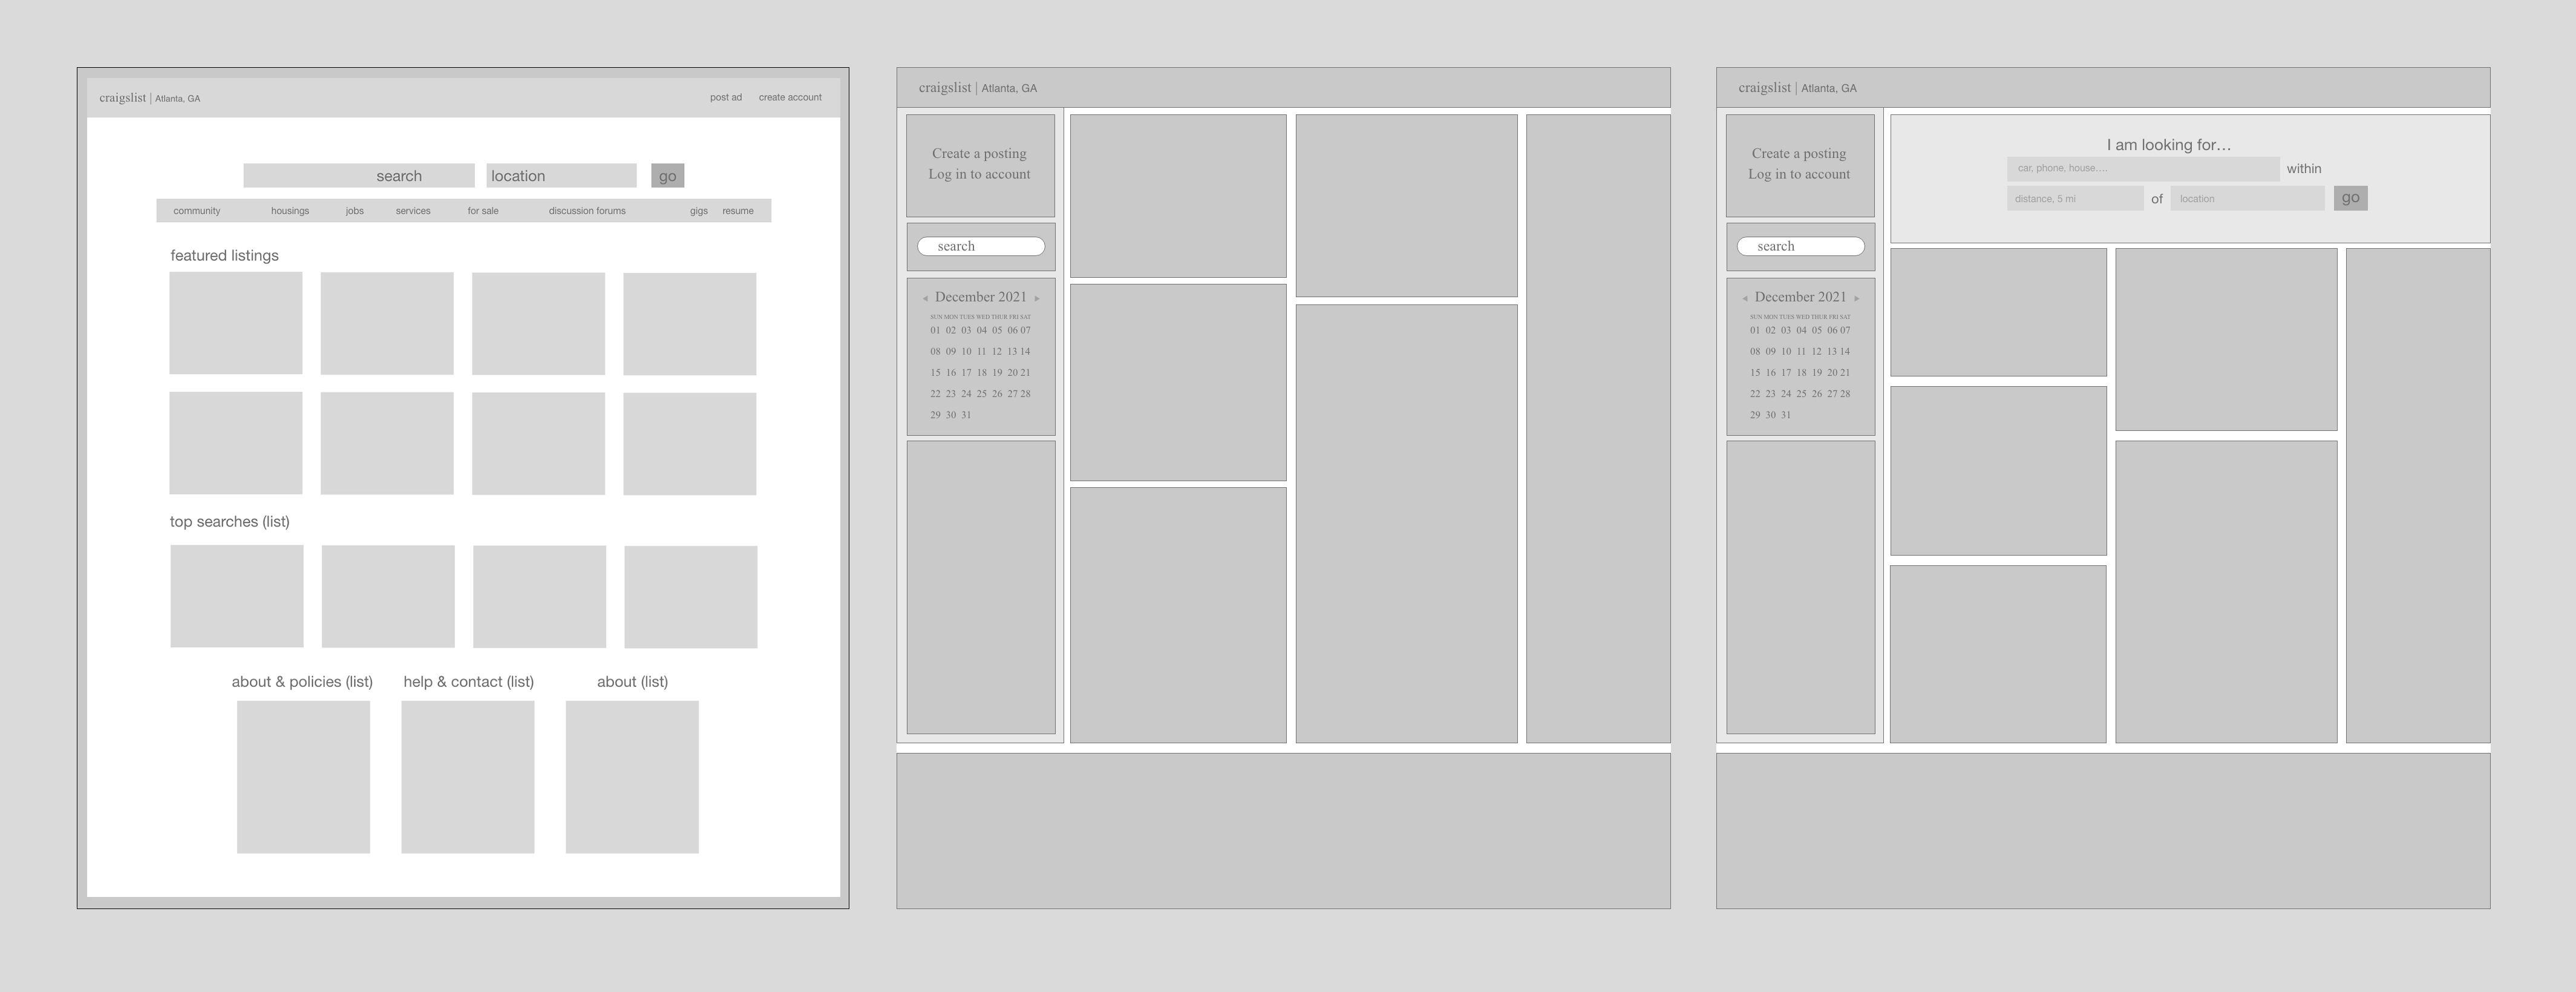 craigslist | Atlanta, GA
post ad create account
search location go
community housings jobs services for sale discussion forums gigs resume
featured listings
top searches (list)
about & policies (list) help & contact (list) about (list)
craigslist | Atlanta, GA
Create a posting
Log in to account
search
December 2021
SUN MON TUES WED THUR FRI SAT
01 02 03 04 05 06 07
08 09 10 11 12 13 14
15 16 17 18 19 20 21
22 23 24 25 26 27 28
29 30 31
craigslist | Atlanta, GA
Create a posting
Log in to account
search
December 2021
SUN MON TUES WED THUR FRI SAT
01 02 03 04 05 06 07
08 09 10 11 12 13 14
15 16 17 18 19 20 21
22 23 24 25 26 27 28
29 30 31
I am looking for…
car, phone, house…. within
distance, 5 mi of location go